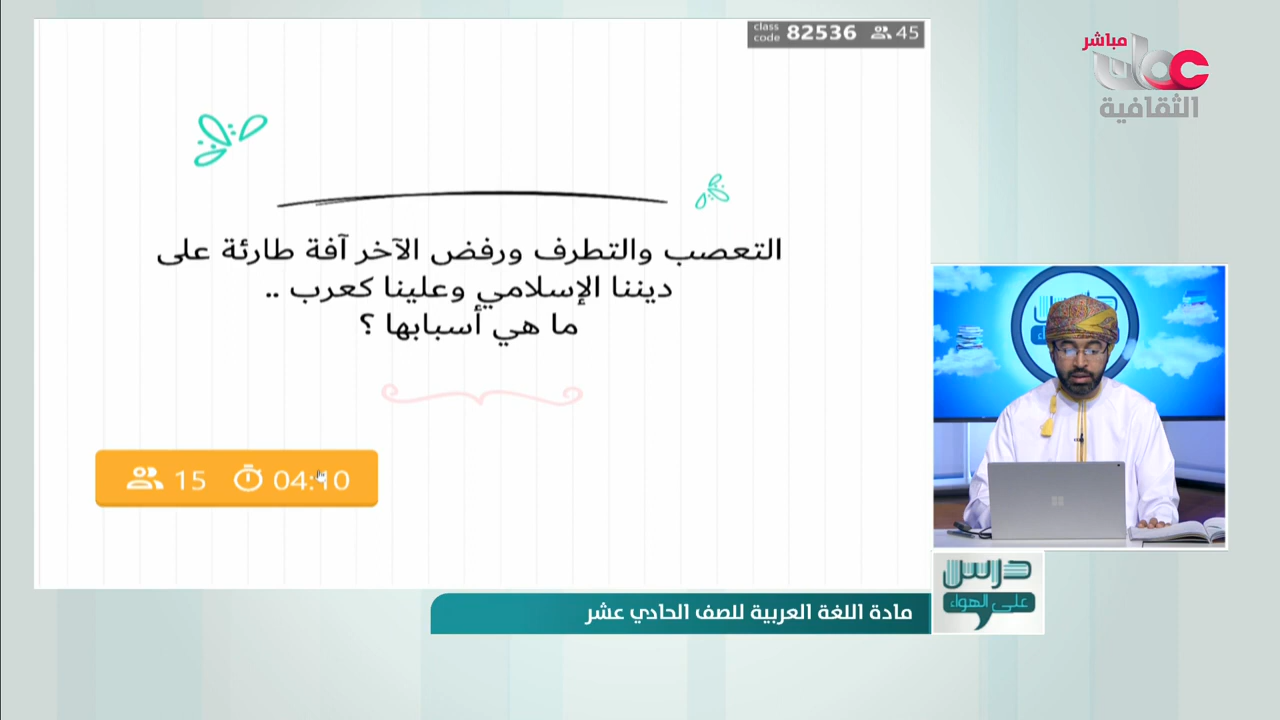 class
code 82536 45
مباشر
عمان
الثقافية
التعصب والتطرف ورفض الآخر آفة طارئة على
ديننا الإسلامي وعلينا كعرب ..
ما هي أسبابها ؟
15 04:10
درس
على الهواء
مادة اللغة العربية للصف الحادي عشر